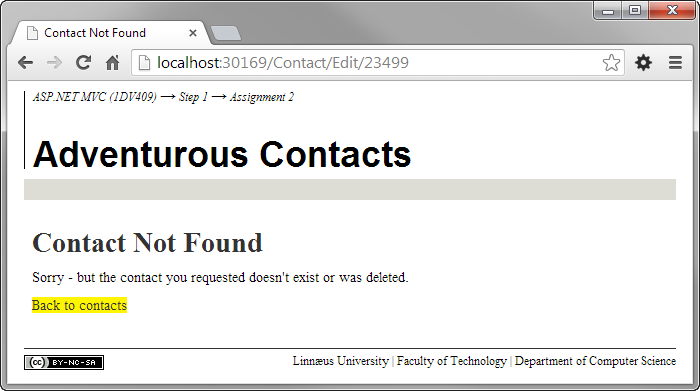 Contact Not Found
localhost:30169/Contact/Edit/23499
ASP.NET MVC (1DV409) → Step 1 → Assignment 2
Adventurous Contacts
Contact Not Found
Sorry - but the contact you requested doesn't exist or was deleted.
Back to contacts
(cc) BY-NC-SA
Linnæus University | Faculty of Technology | Department of Computer Science